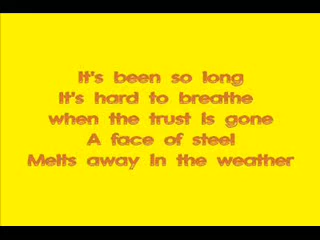 It's been so long
It's hard to breathe
when the trust is gone
A face of steel
Melts away in the weather